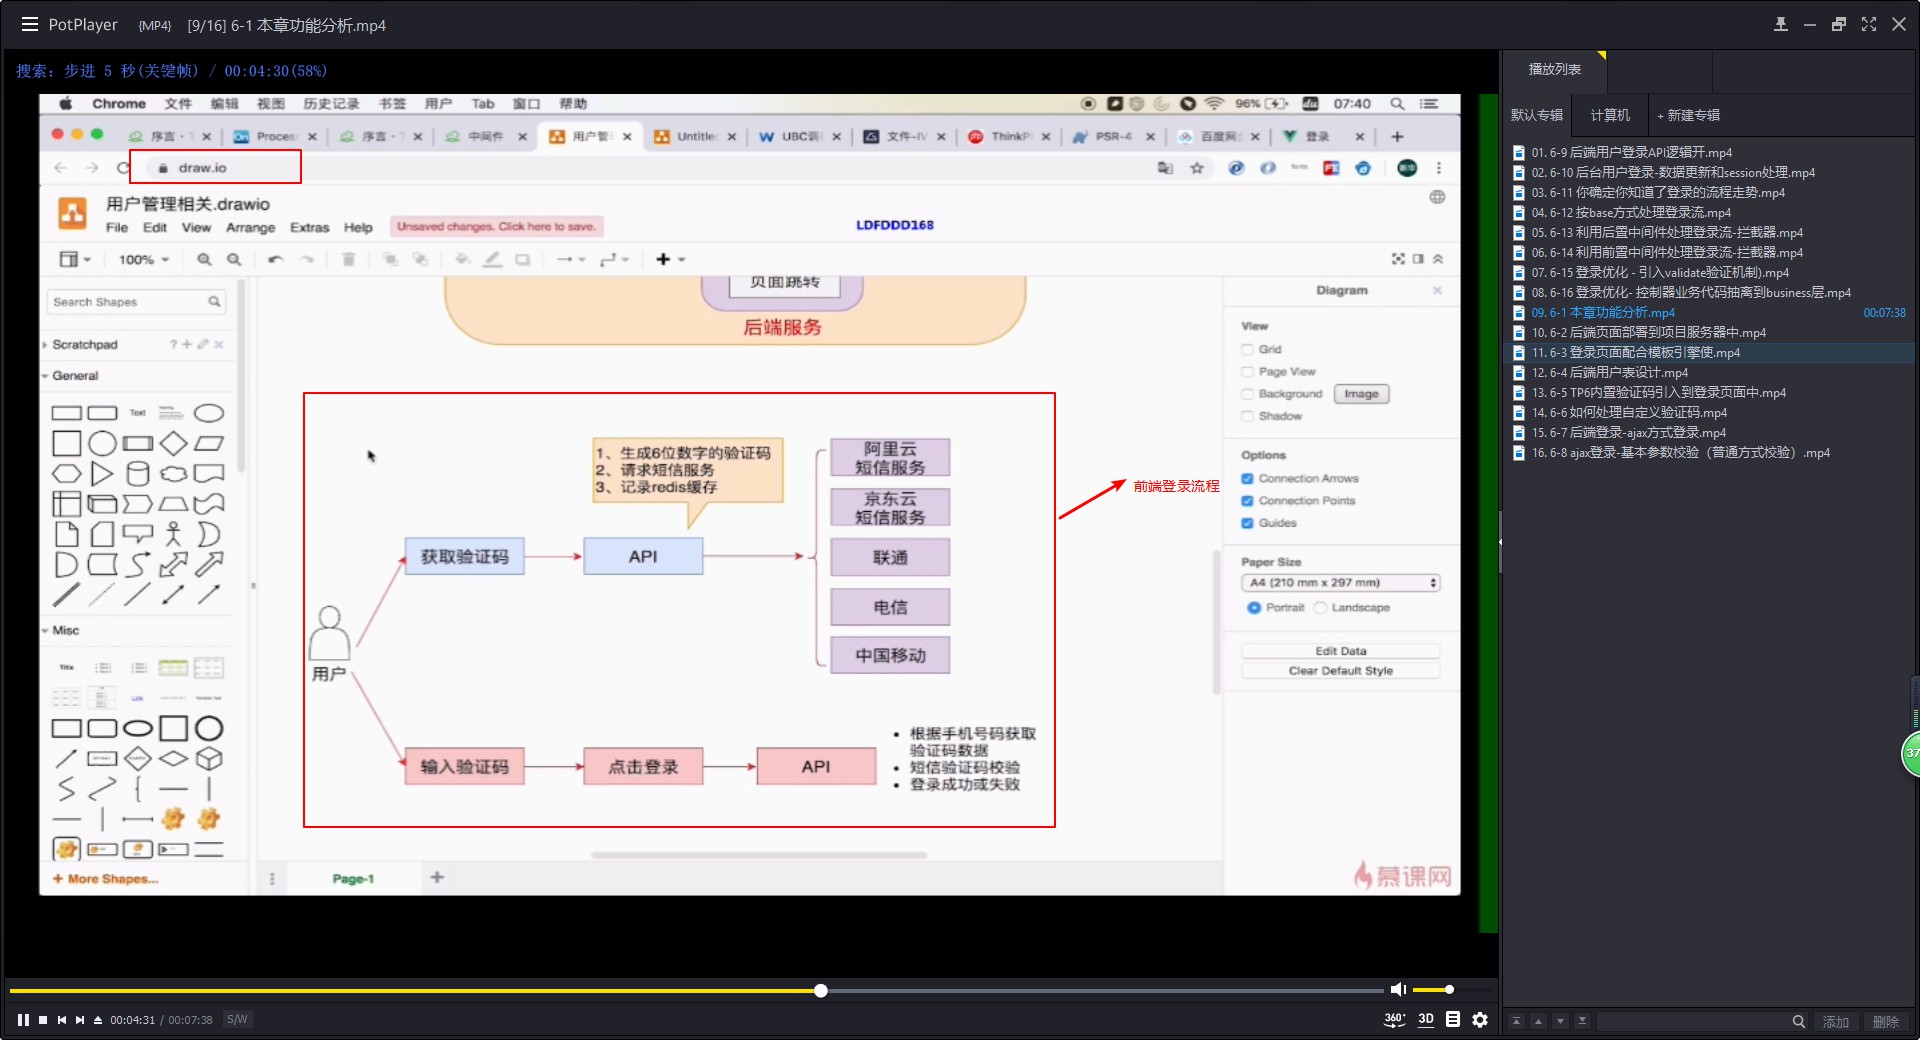 PotPlayer {MP4} [9/16] 6-1 本章功能分析.mp4
搜索: 步进 5 秒(关键帧) / 00:04:30(58%)
Chrome 文件 编辑 视图 历史记录 书签 用户 Tab 窗口 帮助
96% 07:40
序言 · T 序言 · T 中间件 用户管 UBC调 文件-IV ThinkP PSR-4 百度网 登录
draw.io
用户管理相关.drawio
File Edit View Arrange Extras Help
Unsaved changes. Click here to save.
LDFDDD168
100%
Search Shapes
Scratchpad
General
Text
Misc
Title
More Shapes...
页面跳转
后端服务
1、生成6位数字的验证码
2、请求短信服务
3、记录redis缓存
阿里云
短信服务
京东云
短信服务
联通
电信
中国移动
获取验证码
API
用户
输入验证码
点击登录
API
• 根据手机号码获取
验证码数据
• 短信验证码校验
• 登录成功或失败
前端登录流程
Page-1
Diagram
View
Grid
Page View
Background
Image
Shadow
Options
Connection Arrows
Connection Points
Guides
Paper Size
A4 (210 mm x 297 mm)
Portrait Landscape
Edit Data
Clear Default Style
慕课网
00:04:31 / 00:07:38 S/W
360° 3D
播放列表
默认专辑 计算机 + 新建专辑
01. 6-9 后端用户登录API逻辑开.mp4
02. 6-10 后台用户登录-数据更新和session处理.mp4
03. 6-11 你确定你知道了登录的流程走势.mp4
04. 6-12 按base方式处理登录流.mp4
05. 6-13 利用后置中间件处理登录流-拦截器.mp4
06. 6-14 利用前置中间件处理登录流-拦截器.mp4
07. 6-15 登录优化 - 引入validate验证机制).mp4
08. 6-16 登录优化- 控制器业务代码抽离到business层.mp4
09. 6-1 本章功能分析.mp4 00:07:38
10. 6-2 后端页面部署到项目服务器中.mp4
11. 6-3 登录页面配合模板引擎使.mp4
12. 6-4 后端用户表设计.mp4
13. 6-5 TP6内置验证码引入到登录页面中.mp4
14. 6-6 如何处理自定义验证码.mp4
15. 6-7 后端登录-ajax方式登录.mp4
16. 6-8 ajax登录-基本参数校验（普通方式校验）.mp4
37
添加 删除